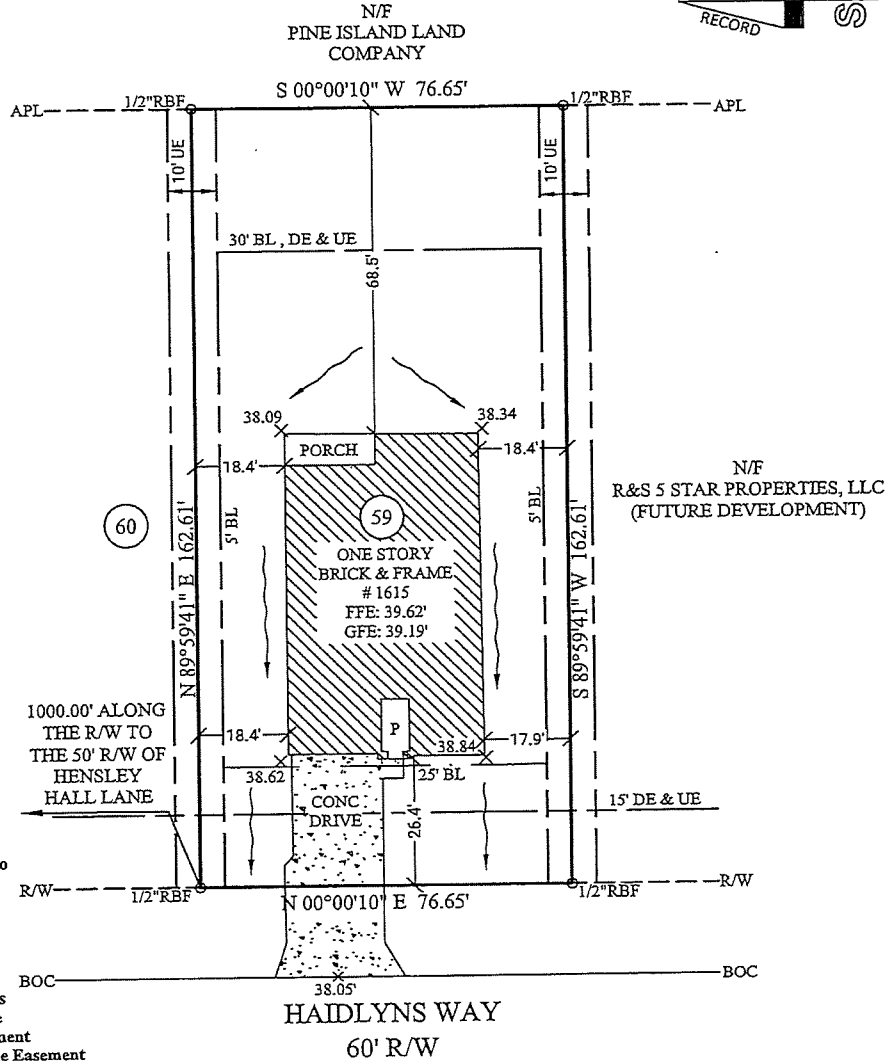 RECORD
S
N/F
PINE ISLAND LAND
COMPANY
S 00°00'10" W 76.65'
1/2"RBF
1/2"RBF
APL
APL
10' UE
10' UE
30' BL , DE & UE
68.5'
38.09
38.34
PORCH
18.4'
18.4'
N/F
R&S 5 STAR PROPERTIES, LLC
(FUTURE DEVELOPMENT)
60
59
5' BL
5' BL
ONE STORY
BRICK & FRAME
# 1615
FFE: 39.62'
GFE: 39.19'
N 89°59'41" E 162.61'
S 89°59'41" W 162.61'
1000.00' ALONG
THE R/W TO
THE 50' R/W OF
HENSLEY
HALL LANE
P
18.4'
38.84
17.9'
38.62
25' BL
CONC
DRIVE
26.4'
15' DE & UE
o
R/W
R/W
1/2"RBF
N 00°00'10" E 76.65'
1/2"RBF
BOC
BOC
38.05'
s
e
nent
e Easement
HAIDLYNS WAY
60' R/W